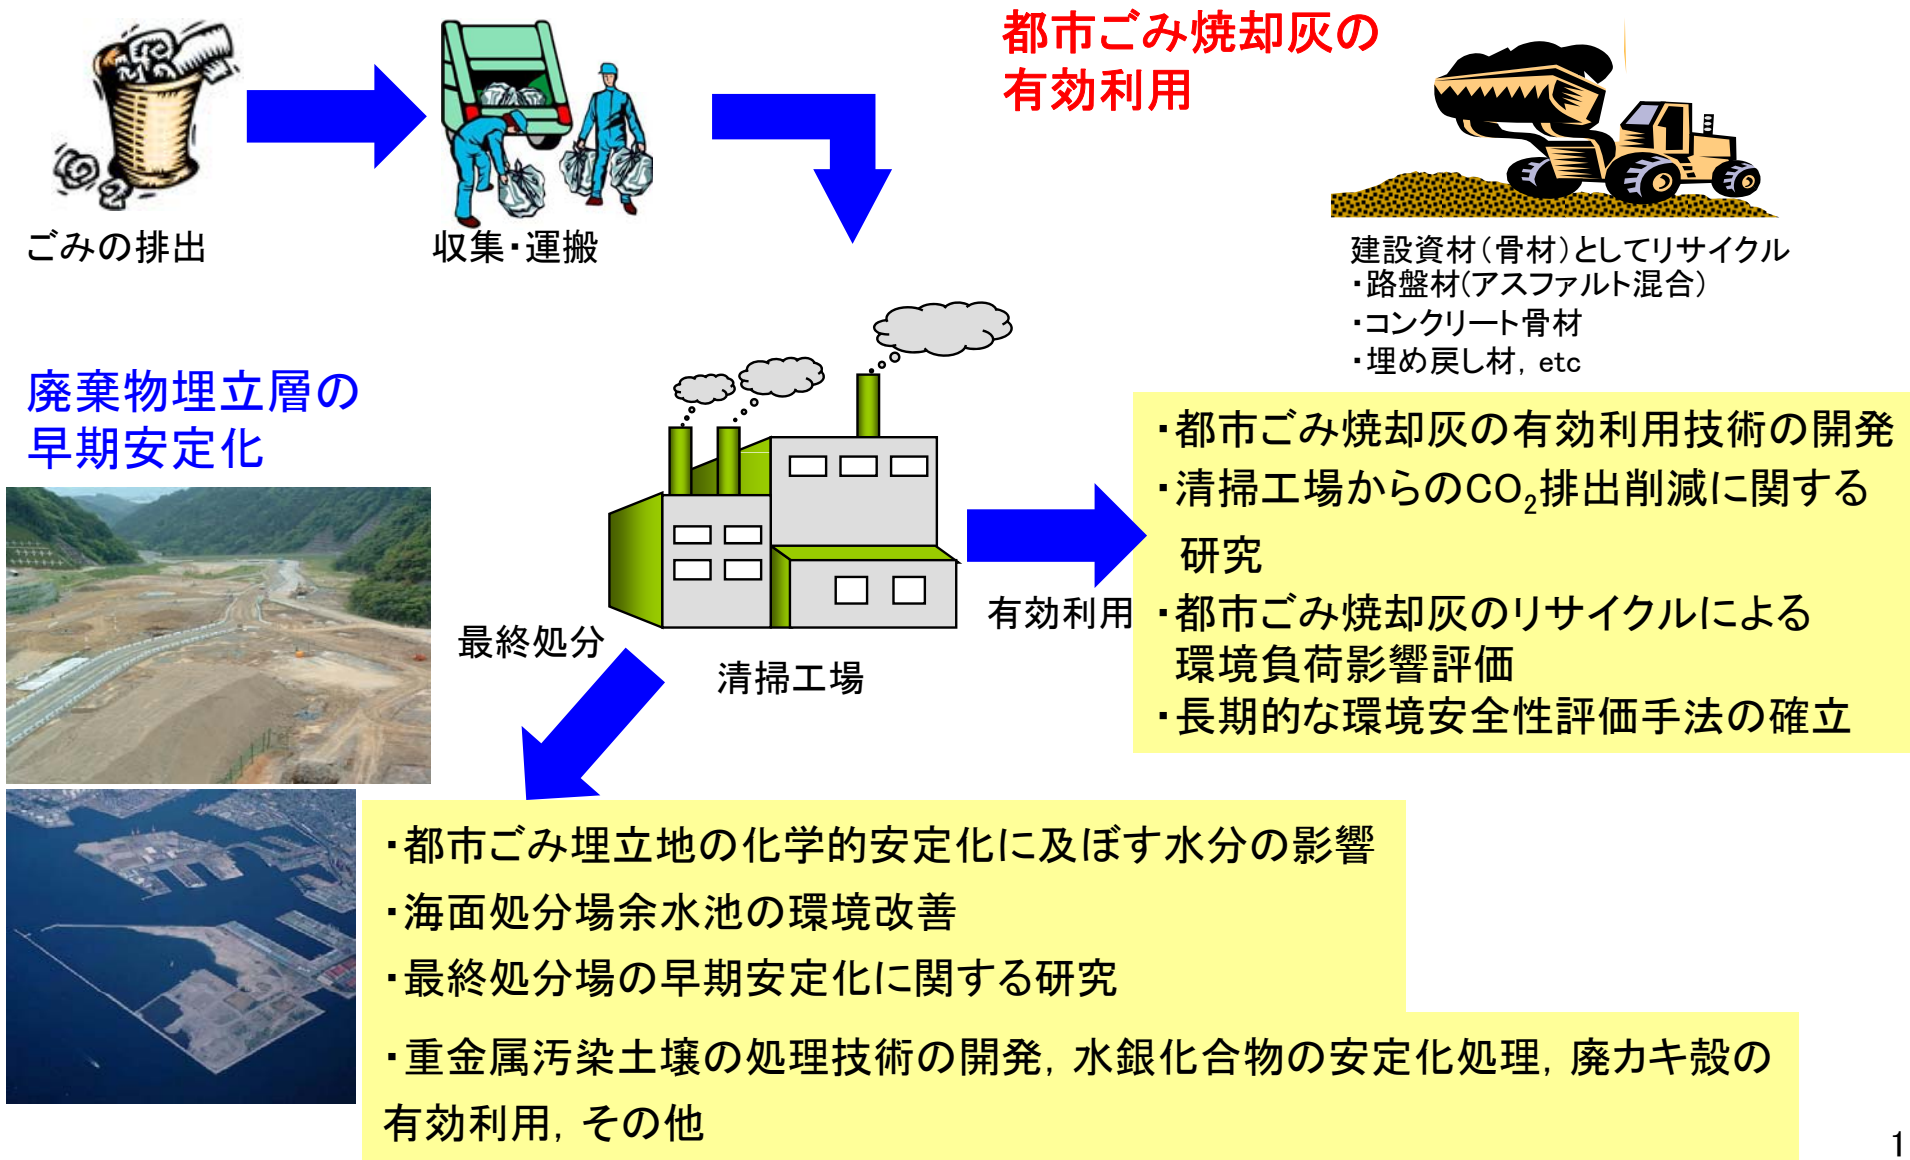 都市ごみ焼却灰の
有効利用
ごみの排出
収集・運搬
建設資材（骨材）としてリサイクル
・路盤材(アスファルト混合）
・コンクリート骨材
・埋め戻し材，etc
廃棄物埋立層の
早期安定化
・都市ごみ焼却灰の有効利用技術の開発
・清掃工場からのCO₂排出削減に関する
研究
・都市ごみ焼却灰のリサイクルによる
環境負荷影響評価
・長期的な環境安全性評価手法の確立
有効利用
最終処分
清掃工場
・都市ごみ埋立地の化学的安定化に及ぼす水分の影響
・海面処分場余水池の環境改善
・最終処分場の早期安定化に関する研究
・重金属汚染土壌の処理技術の開発，水銀化合物の安定化処理，廃カキ殻の
有効利用，その他
1